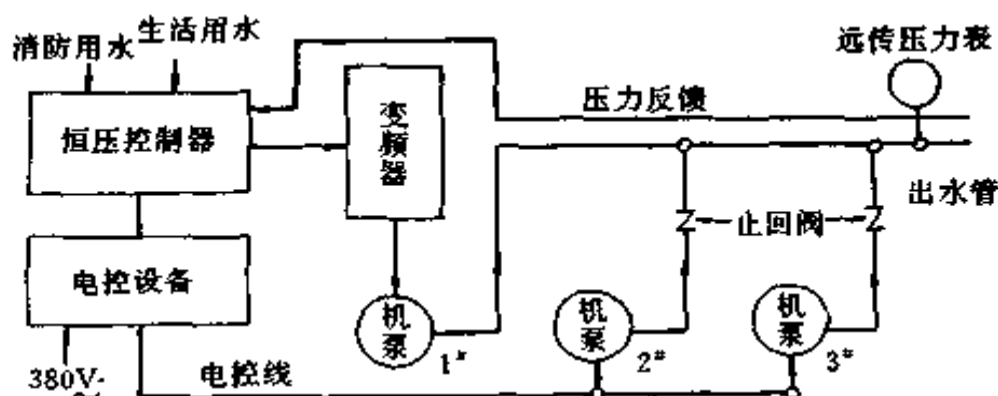 消防用水
生活用水
远传压力表
恒压控制器
变频器
压力反馈
出水管
止回阀
电控设备
机泵
1#
机泵
2#
机泵
3#
380V
电控线